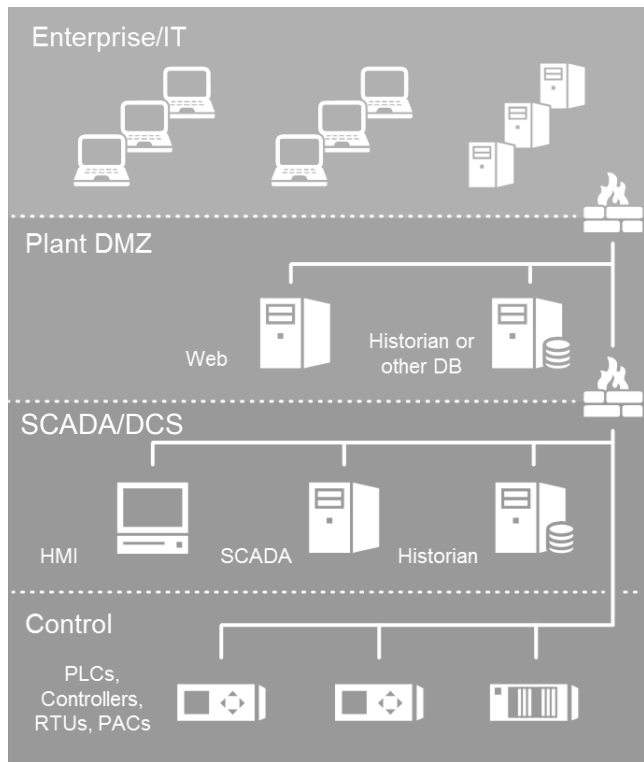 Enterprise/IT
Plant DMZ
Web
Historian or
other DB
SCADA/DCS
HMI
SCADA
Historian
Control
PLCs,
Controllers,
RTUs, PACs